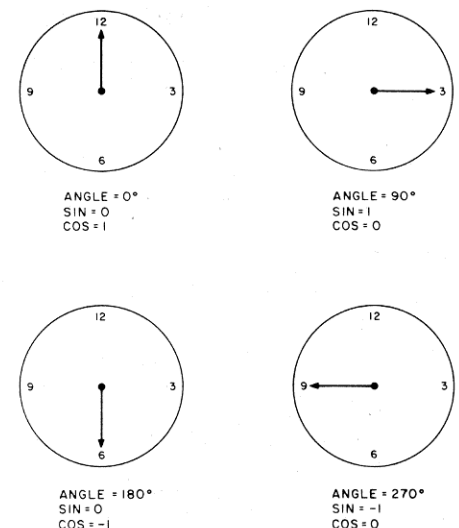 12
9 3
6
ANGLE = 0°
SIN = 0
COS = 1
12
9 3
6
ANGLE = 90°
SIN = 1
COS = 0
12
9 3
6
ANGLE = 180°
SIN = 0
COS = -1
12
9 3
6
ANGLE = 270°
SIN = -1
COS = 0